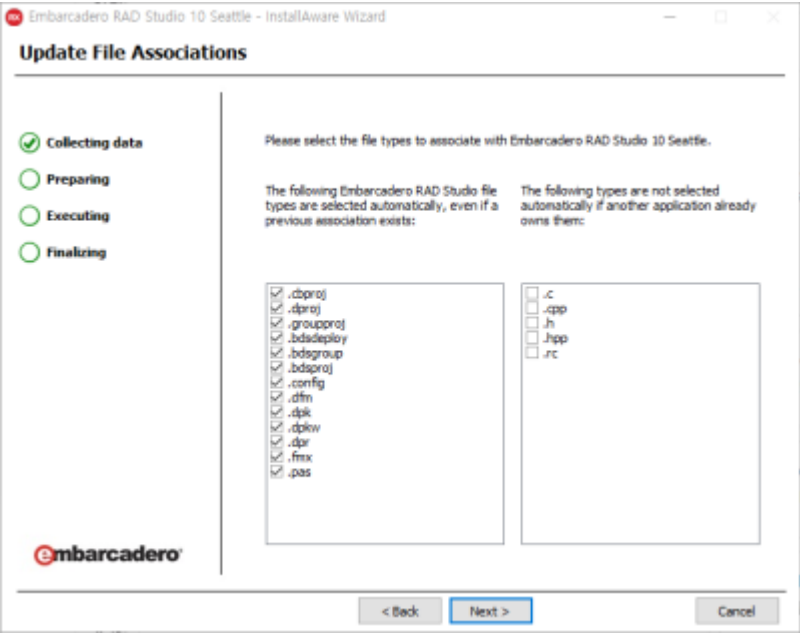 Embarcadero RAD Studio 10 Seattle - InstallAware Wizard
Update File Associations
Collecting data
Preparing
Executing
Finalizing
Please select the file types to associate with Embarcadero RAD Studio 10 Seattle.
The following Embarcadero RAD Studio file
types are selected automatically, even if a
previous association exists:
.cbproj
.dproj
.groupproj
.bdsdeploy
.bdsgroup
.bdsproj
.config
.dfm
.dpk
.dpkw
.dpr
.fmx
.pas
The following types are not selected
automatically if another application already
owns them:
.c
.cpp
.h
.hpp
.rc
embarcadero
< Back
Next >
Cancel